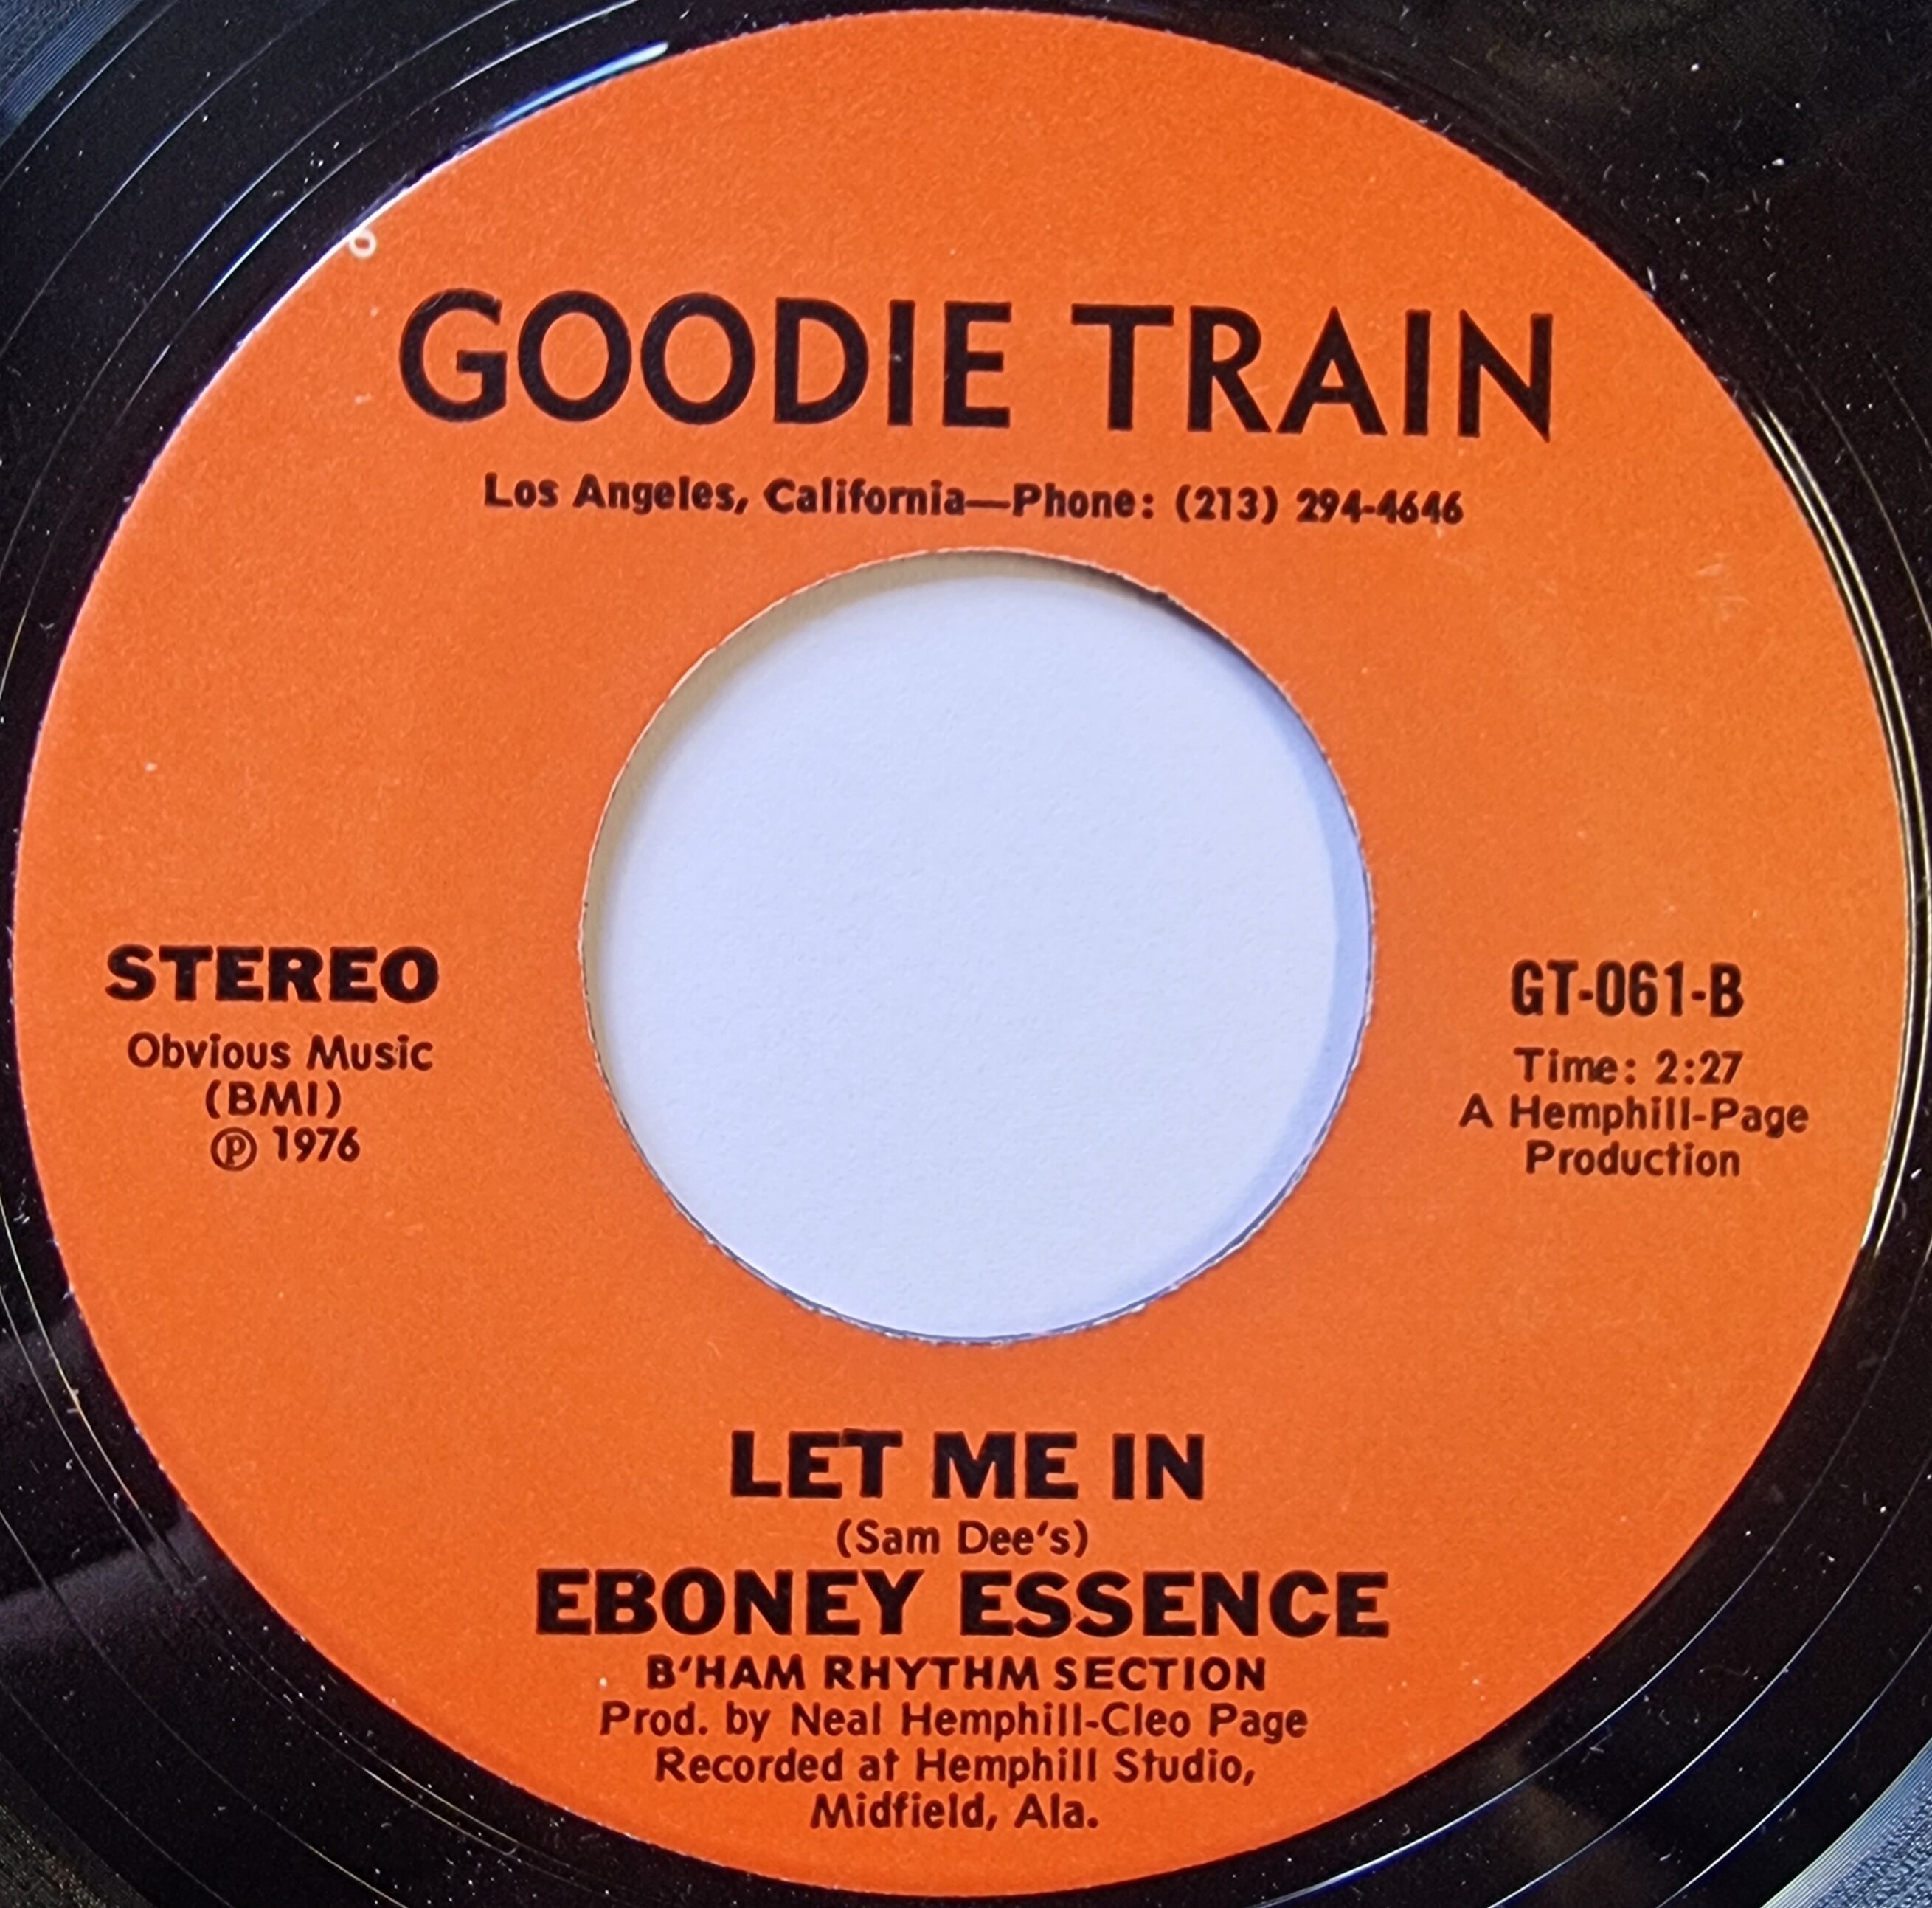 GOODIE TRAIN
Los Angeles, California—Phone: (213) 294-4646
STEREO
Obvious Music
(BMI)
℗ 1976
GT-061-B
Time: 2:27
A Hemphill-Page
Production
LET ME IN
(Sam Dee's)
EBONEY ESSENCE
B'HAM RHYTHM SECTION
Prod. by Neal Hemphill-Cleo Page
Recorded at Hemphill Studio,
Midfield, Ala.